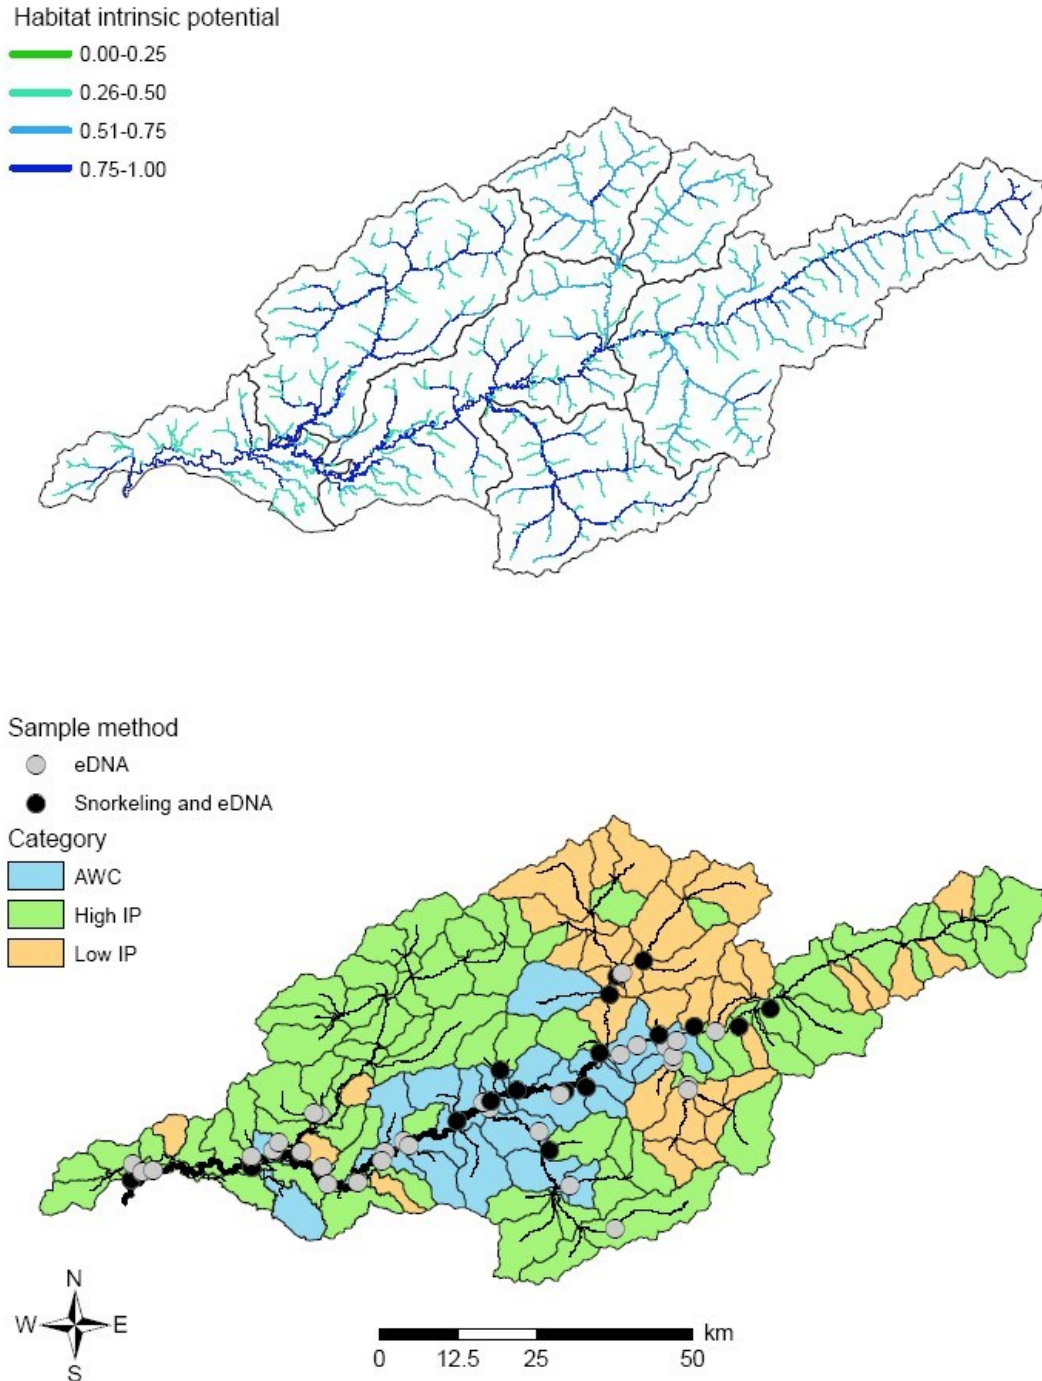 Habitat intrinsic potential
0.00-0.25
0.26-0.50
0.51-0.75
0.75-1.00
Sample method
eDNA
Snorkeling and eDNA
Category
AWC
High IP
Low IP
N
W E
S
km
0 12.5 25 50